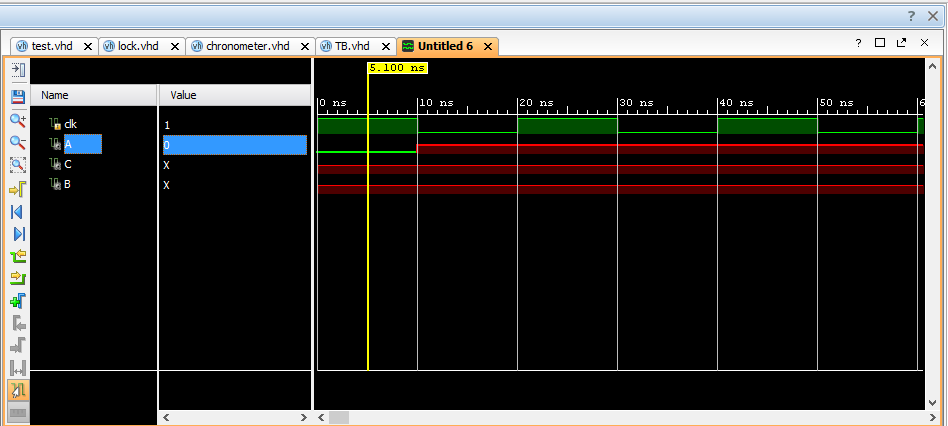 ? X
test.vhd lock.vhd chronometer.vhd TB.vhd Untitled 6 ?
5.100 ns
Name Value
0 ns 10 ns 20 ns 30 ns 40 ns 50 ns 6
clk 1
A 0
C X
B X